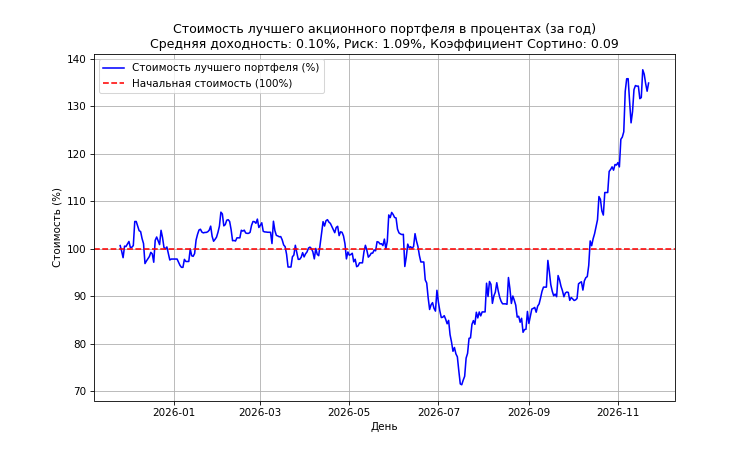 Стоимость лучшего акционного портфеля в процентах (за год)
Средняя доходность: 0.10%, Риск: 1.09%, Коэффициент Сортино: 0.09
Стоимость лучшего портфеля (%)
Начальная стоимость (100%)
Стоимость (%)
140
130
120
110
100
90
80
70
2026-01
2026-03
2026-05
2026-07
2026-09
2026-11
День